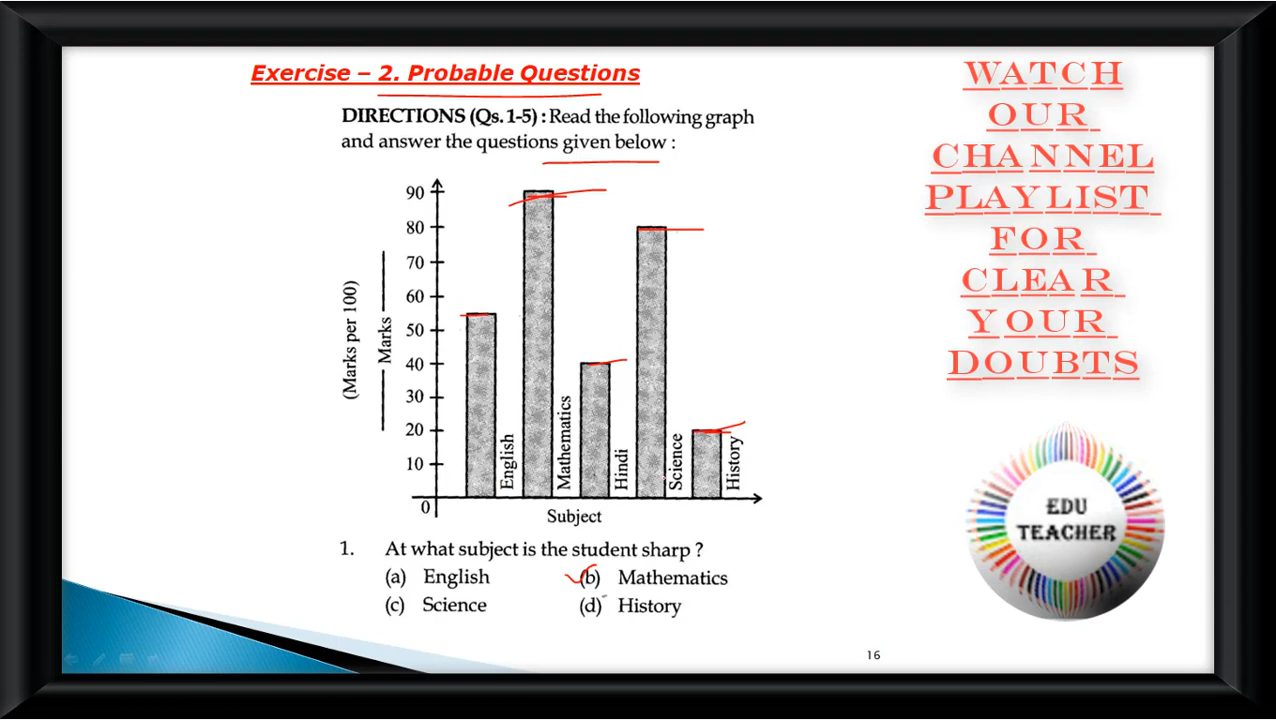 Exercise – 2. Probable Questions
DIRECTIONS (Qs. 1-5) : Read the following graph
and answer the questions given below :
(Marks per 100)
Marks
90
80
70
60
50
40
30
20
10
0
English
Mathematics
Hindi
Science
History
Subject
1. At what subject is the student sharp ?
(a) English (b) Mathematics
(c) Science (d) History
WATCH
OUR
CHANNEL
PLAYLIST
FOR
CLEAR
YOUR
DOUBTS
EDU
TEACHER
16